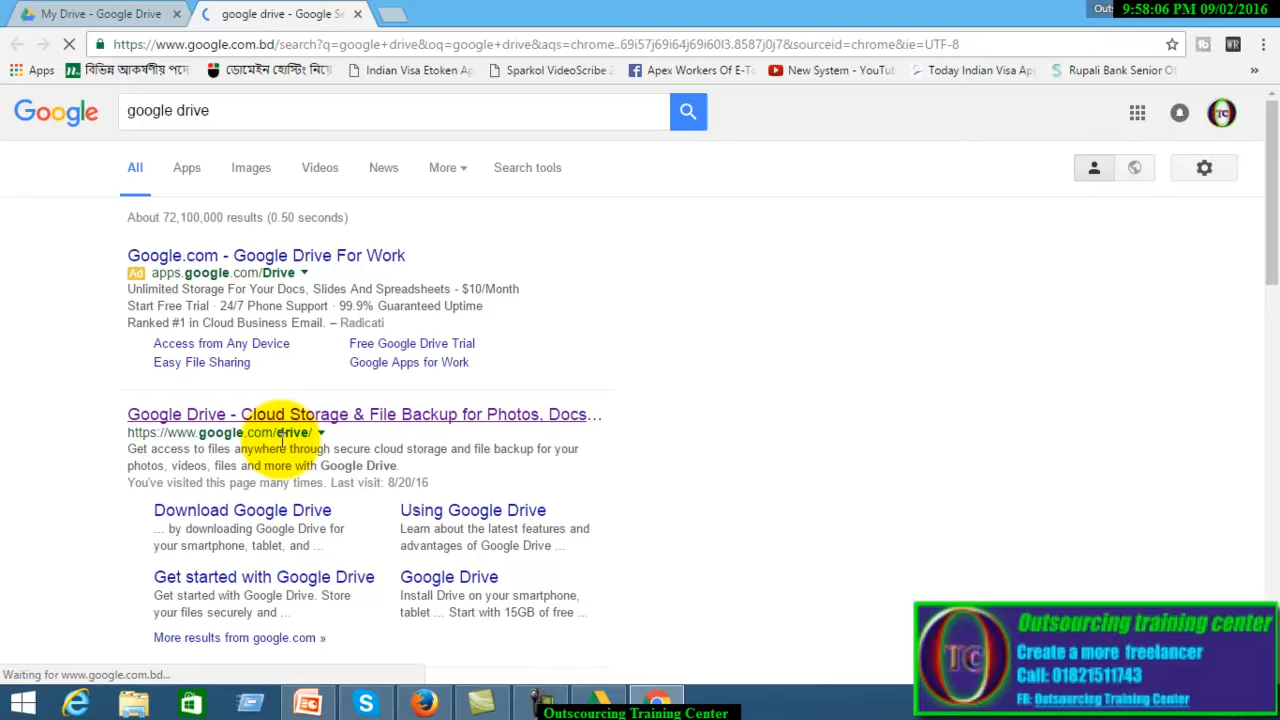 My Drive - Google Drive
google drive - Google Se
Outs
9:58:06 PM 09/02/2016
https://www.google.com.bd/search?q=google+drive&oq=google+drive&aqs=chrome..69i57j69i64j69i60l3.8587j0j7&sourceid=chrome&ie=UTF-8
Apps
বিভিন্ন আকর্ষণীয় পদে
ডোমেইন হোস্টিং নিয়ে
Indian Visa Etoken Ap
Sparkol VideoScribe 2
Apex Workers Of E-To
New System - YouTub
Today Indian Visa App
Rupali Bank Senior Of
»
Google
google drive
All
Apps
Images
Videos
News
More
Search tools
About 72,100,000 results (0.50 seconds)
Google.com - Google Drive For Work
Ad apps.google.com/Drive
Unlimited Storage For Your Docs, Slides And Spreadsheets - $10/Month
Start Free Trial · 24/7 Phone Support · 99.9% Guaranteed Uptime
Ranked #1 in Cloud Business Email. – Radicati
Access from Any Device
Free Google Drive Trial
Easy File Sharing
Google Apps for Work
Google Drive - Cloud Storage & File Backup for Photos, Docs...
https://www.google.com/drive/
Get access to files anywhere through secure cloud storage and file backup for your
photos, videos, files and more with Google Drive.
You've visited this page many times. Last visit: 8/20/16
Download Google Drive
Using Google Drive
... by downloading Google Drive for
your smartphone, tablet, and ...
Learn about the latest features and
advantages of Google Drive ...
Get started with Google Drive
Google Drive
Get started with Google Drive. Store
your files securely and ...
Install Drive on your smartphone,
tablet ... Start with 15GB of free ...
More results from google.com »
Waiting for www.google.com.bd...
OTC
Outsourcing training center
Create a more freelancer
Call: 01821511743
FB: Outsourcing Training Center
Outscourcing Training Center